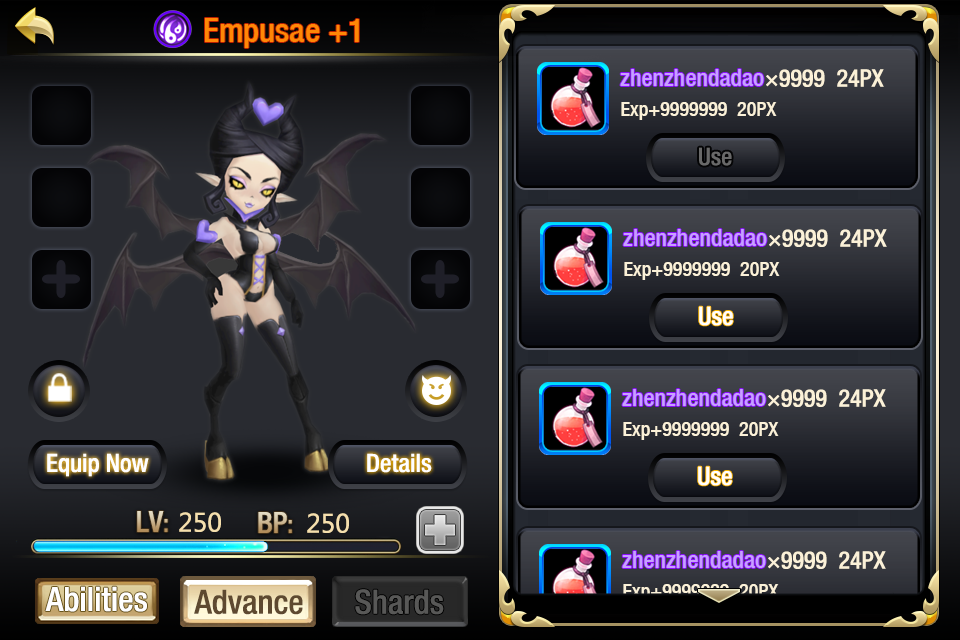 Empusae +1
Equip Now
Details
LV: 250 BP: 250
Abilities
Advance
Shards
zhenzhendadao×9999 24PX
Exp+9999999 20PX
Use
zhenzhendadao×9999 24PX
Exp+9999999 20PX
Use
zhenzhendadao×9999 24PX
Exp+9999999 20PX
Use
zhenzhendadao×9999 24PX
Exp+9999999 20PX